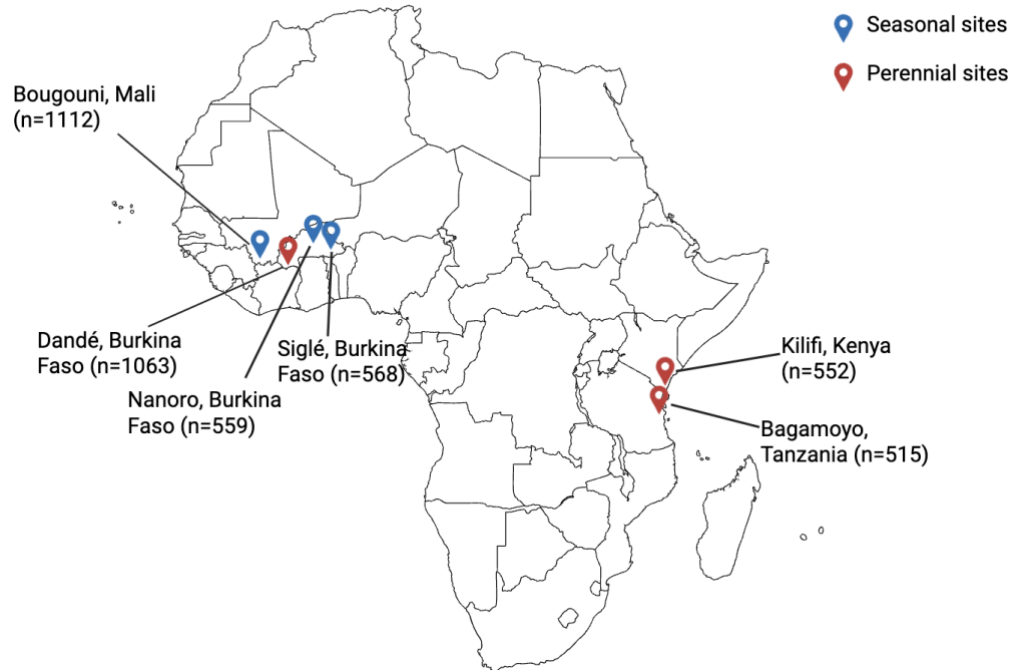 Seasonal sites
Perennial sites
Bougouni, Mali
(n=1112)
Dandé, Burkina
Faso (n=1063)
Nanoro, Burkina
Faso (n=559)
Siglé, Burkina
Faso (n=568)
Kilifi, Kenya
(n=552)
Bagamoyo,
Tanzania (n=515)